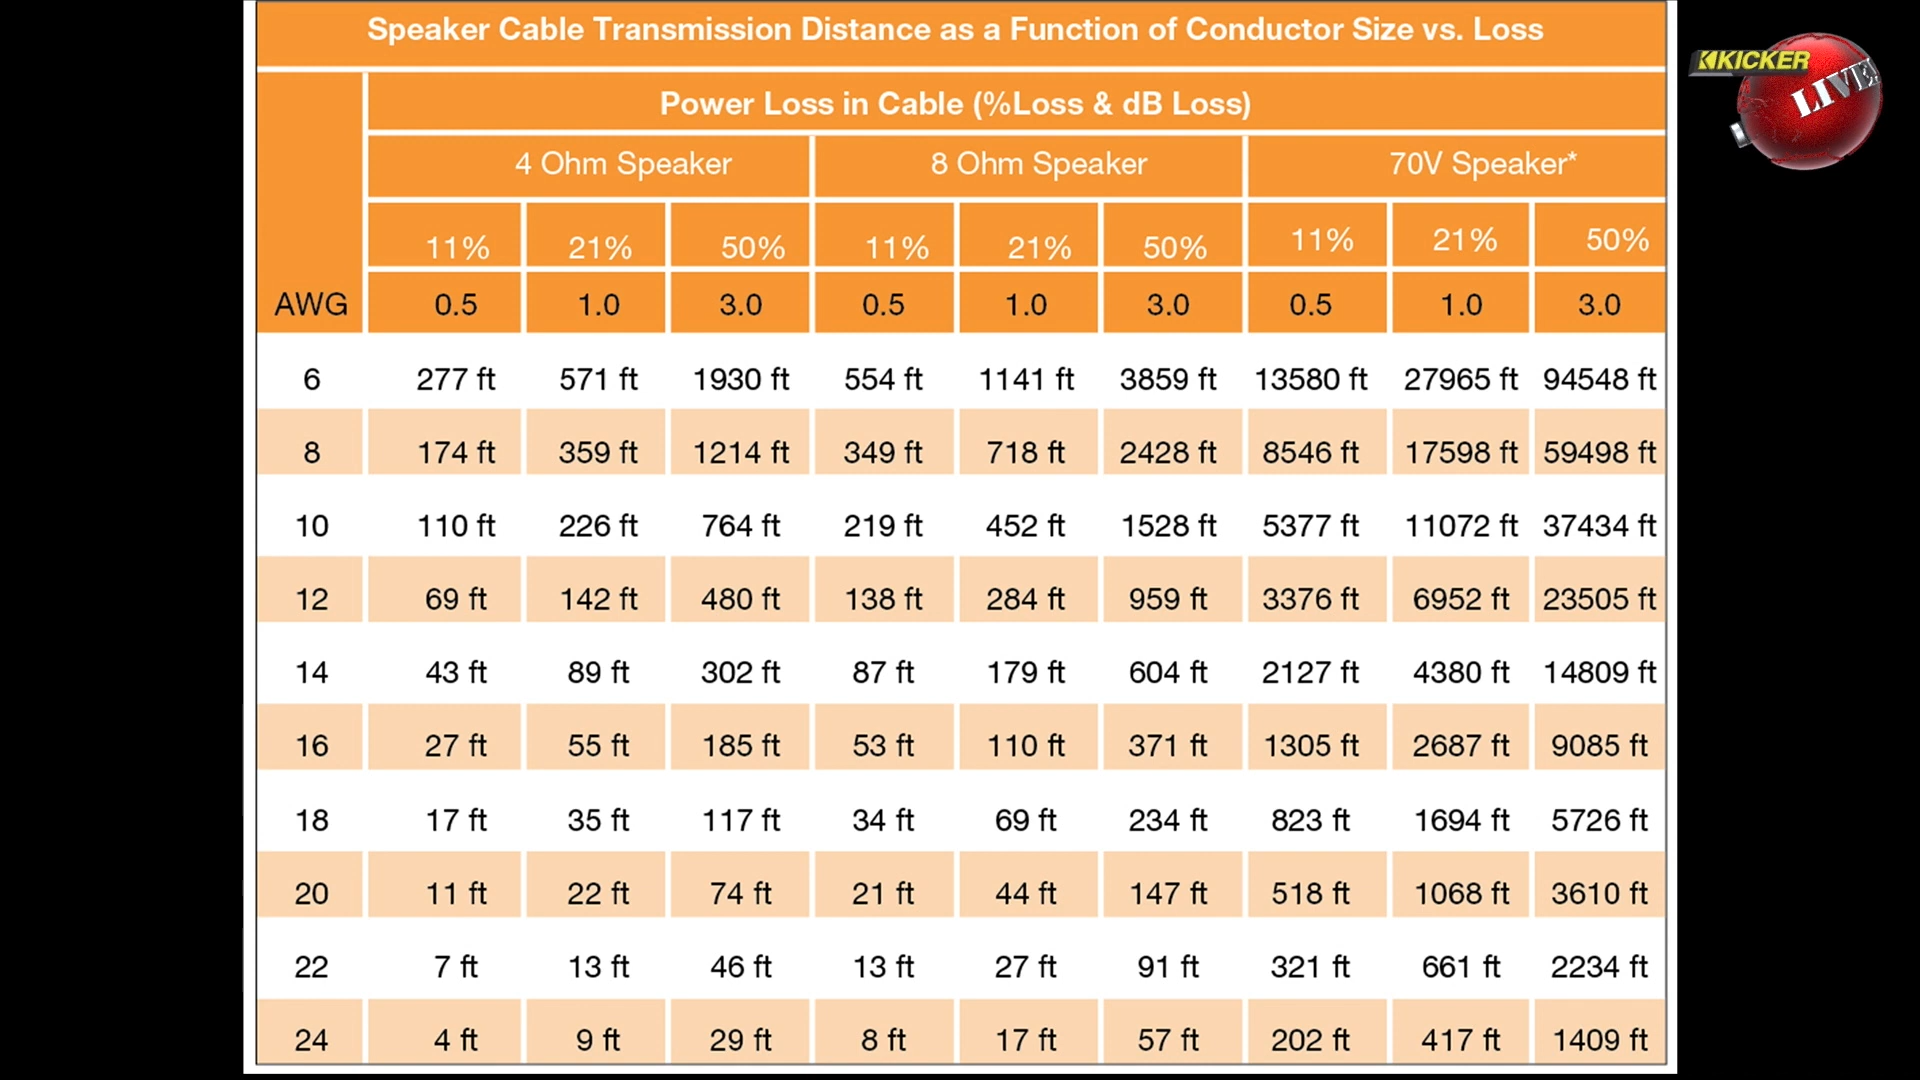 Speaker Cable Transmission Distance as a Function of Conductor Size vs. Loss
KICKER
LIVE
Power Loss in Cable (%Loss & dB Loss)
4 Ohm Speaker 8 Ohm Speaker 70V Speaker*
11% 21% 50% 11% 21% 50% 11% 21% 50%
AWG 0.5 1.0 3.0 0.5 1.0 3.0 0.5 1.0 3.0
6 277 ft 571 ft 1930 ft 554 ft 1141 ft 3859 ft 13580 ft 27965 ft 94548 ft
8 174 ft 359 ft 1214 ft 349 ft 718 ft 2428 ft 8546 ft 17598 ft 59498 ft
10 110 ft 226 ft 764 ft 219 ft 452 ft 1528 ft 5377 ft 11072 ft 37434 ft
12 69 ft 142 ft 480 ft 138 ft 284 ft 959 ft 3376 ft 6952 ft 23505 ft
14 43 ft 89 ft 302 ft 87 ft 179 ft 604 ft 2127 ft 4380 ft 14809 ft
16 27 ft 55 ft 185 ft 53 ft 110 ft 371 ft 1305 ft 2687 ft 9085 ft
18 17 ft 35 ft 117 ft 34 ft 69 ft 234 ft 823 ft 1694 ft 5726 ft
20 11 ft 22 ft 74 ft 21 ft 44 ft 147 ft 518 ft 1068 ft 3610 ft
22 7 ft 13 ft 46 ft 13 ft 27 ft 91 ft 321 ft 661 ft 2234 ft
24 4 ft 9 ft 29 ft 8 ft 17 ft 57 ft 202 ft 417 ft 1409 ft